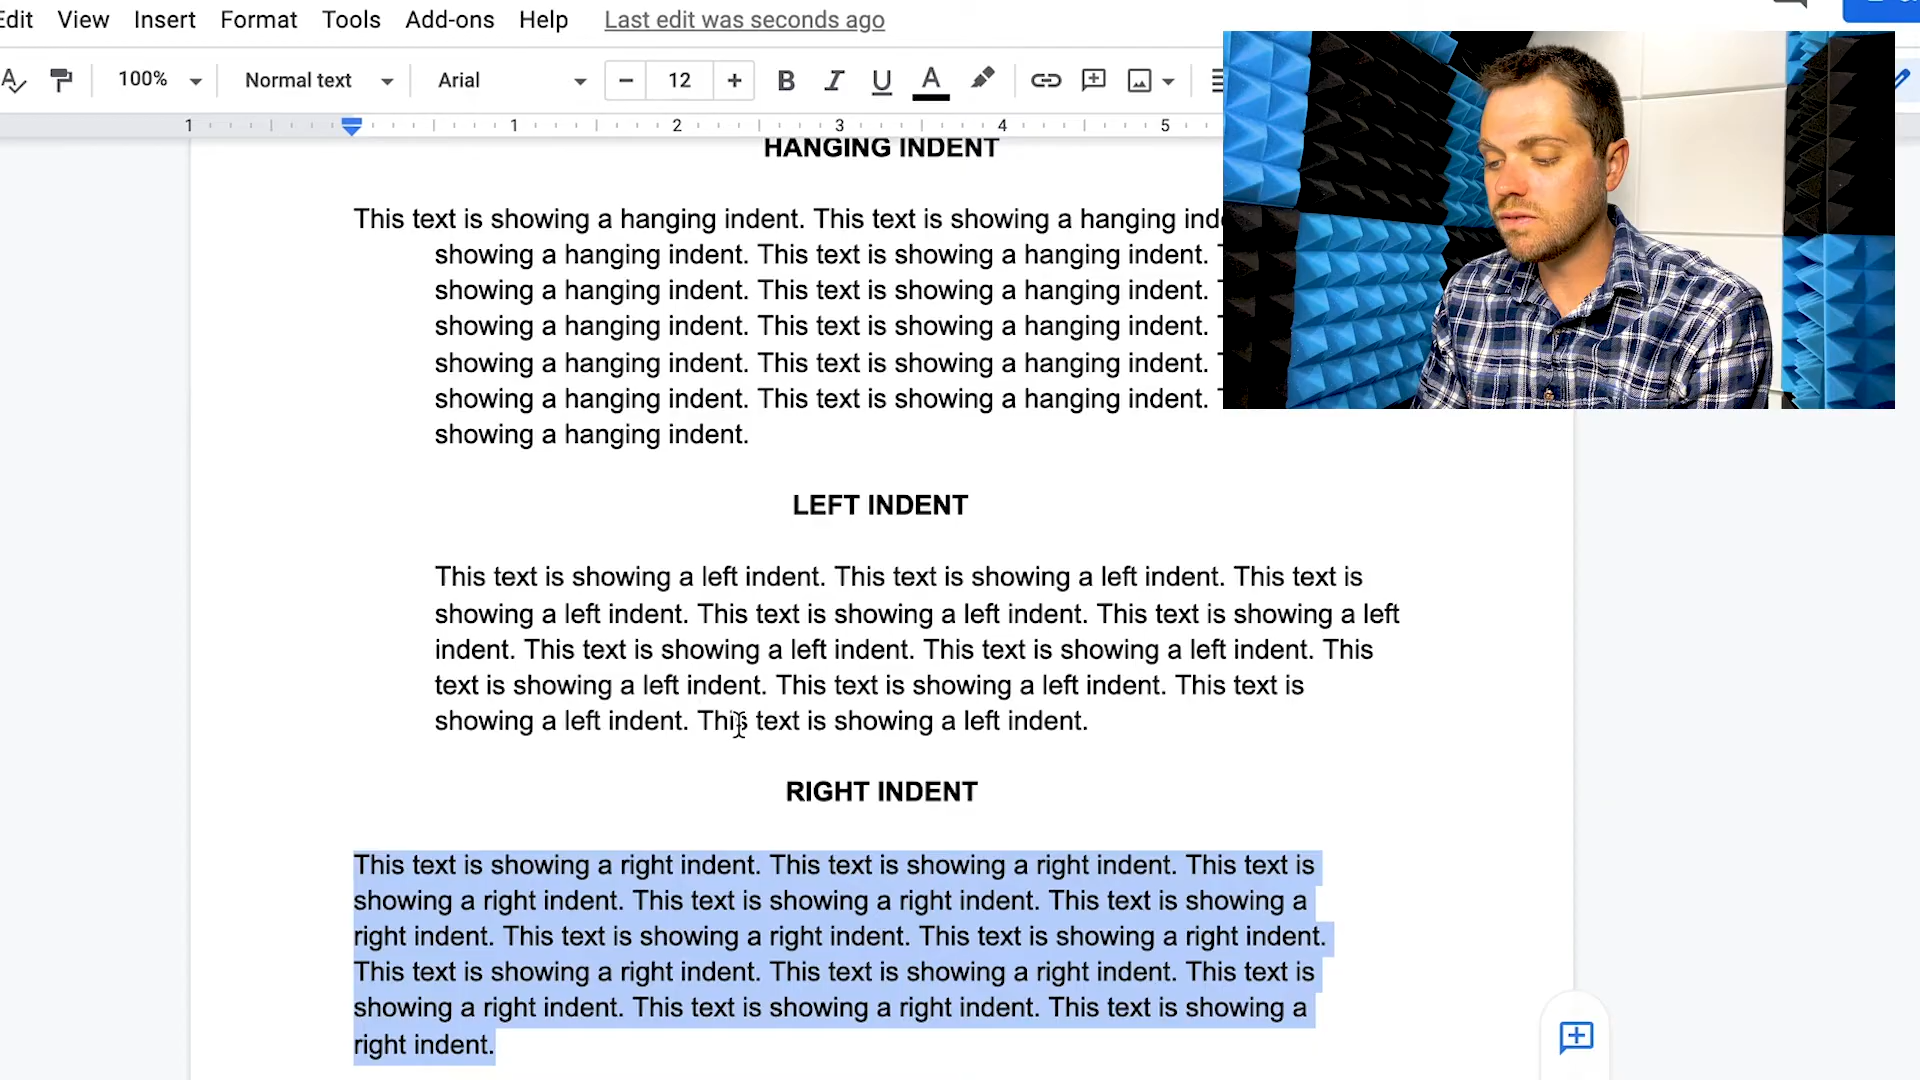 Edit View Insert Format Tools Add-ons Help Last edit was seconds ago
100% Normal text Arial 12 B I U A
1 1 2 3 4 5
HANGING INDENT
This text is showing a hanging indent. This text is showing a hanging
showing a hanging indent. This text is showing a hanging indent.
showing a hanging indent. This text is showing a hanging indent.
showing a hanging indent. This text is showing a hanging indent.
showing a hanging indent. This text is showing a hanging indent.
showing a hanging indent. This text is showing a hanging indent.
showing a hanging indent.
LEFT INDENT
This text is showing a left indent. This text is showing a left indent. This text is
showing a left indent. This text is showing a left indent. This text is showing a left
indent. This text is showing a left indent. This text is showing a left indent. This
text is showing a left indent. This text is showing a left indent. This text is
showing a left indent. This text is showing a left indent.
RIGHT INDENT
This text is showing a right indent. This text is showing a right indent. This text is
showing a right indent. This text is showing a right indent. This text is showing a
right indent. This text is showing a right indent. This text is showing a right indent.
This text is showing a right indent. This text is showing a right indent. This text is
showing a right indent. This text is showing a right indent. This text is showing a
right indent.